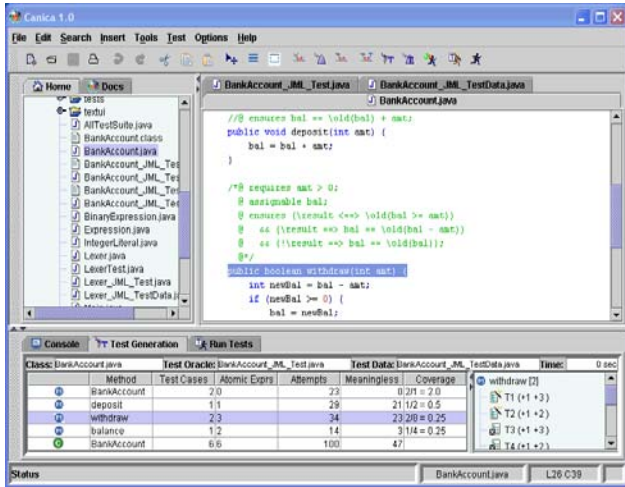 Canica 1.0
File Edit Search Insert Tools Test Options Help
Home Docs
tests
textui
AllTestSuite.java
BankAccount.class
BankAccount.java
BankAccount_JML_Tes
BankAccount_JML_Tes
BankAccount_JML_Tes
BankAccount_JML_Tes
BinaryExpression.java
Expression.java
IntegerLiteral.java
Lexer.java
LexerTest.java
Lexer_JML_Test.java
Lexer_JML_TestData.j
BankAccount_JML_Test.java BankAccount_JML_TestData.java
BankAccount.java
//@ ensures bal == \old(bal) + amt;
public void deposit(int amt) {
bal = bal + amt;
}
/*@ requires amt > 0;
@ assignable bal;
@ ensures (\result <==> \old(bal >= amt))
@ && (\result ==> bal == \old(bal - amt))
@ && (!\result ==> bal == \old(bal));
@*/
public boolean withdraw(int amt) {
int newBal = bal - amt;
if (newBal >= 0) {
bal = newBal;
Console Test Generation Run Tests
Class: BankAccount.java Test Oracle: BankAccount_JML_Test.java Test Data: BankAccount_JML_TestData.java Time: 0 sec
Method Test Cases Atomic Exprs Attempts Meaningless Coverage
BankAccount 2 0 23 0 2/1 = 2.0
deposit 1 1 29 21 1/2 = 0.5
withdraw 2 3 34 23 2/8 = 0.25
balance 1 2 14 3 1/4 = 0.25
BankAccount 6 6 100 47
withdraw [2]
T1 (+1 +3)
T2 (+1 +2)
T3 (+1 +3)
T4 (+1 +2)
Status BankAccount.java L26 C39